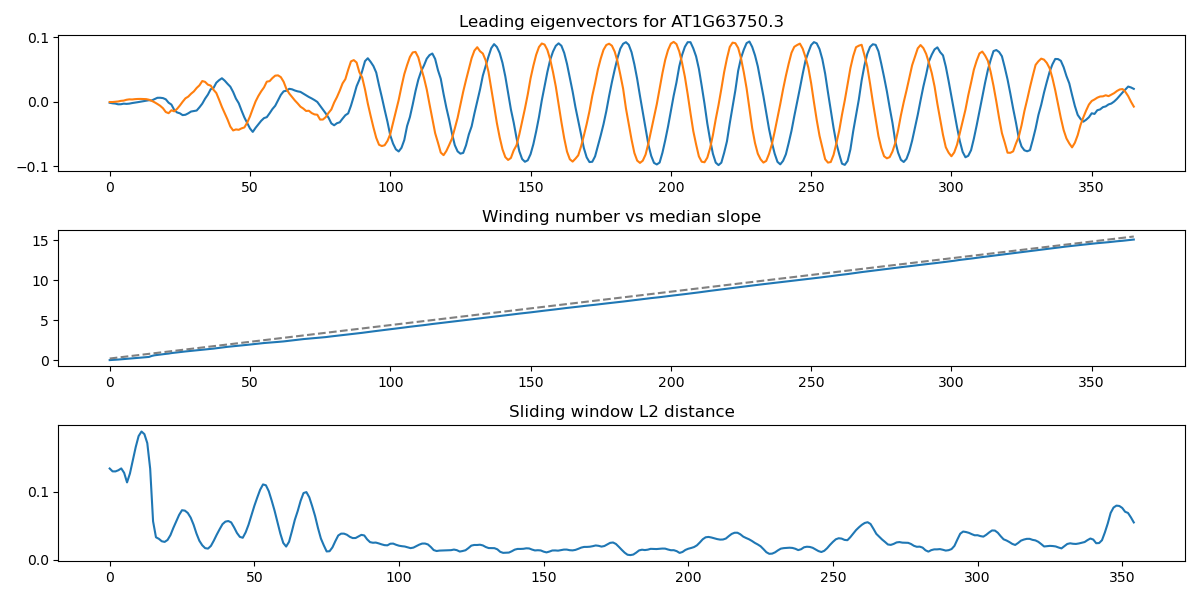 Leading eigenvectors for AT1G63750.3
0.1
0.0
−0.1
0 50 100 150 200 250 300 350
Winding number vs median slope
15
10
5
0
0 50 100 150 200 250 300 350
Sliding window L2 distance
0.1
0.0
0 50 100 150 200 250 300 350